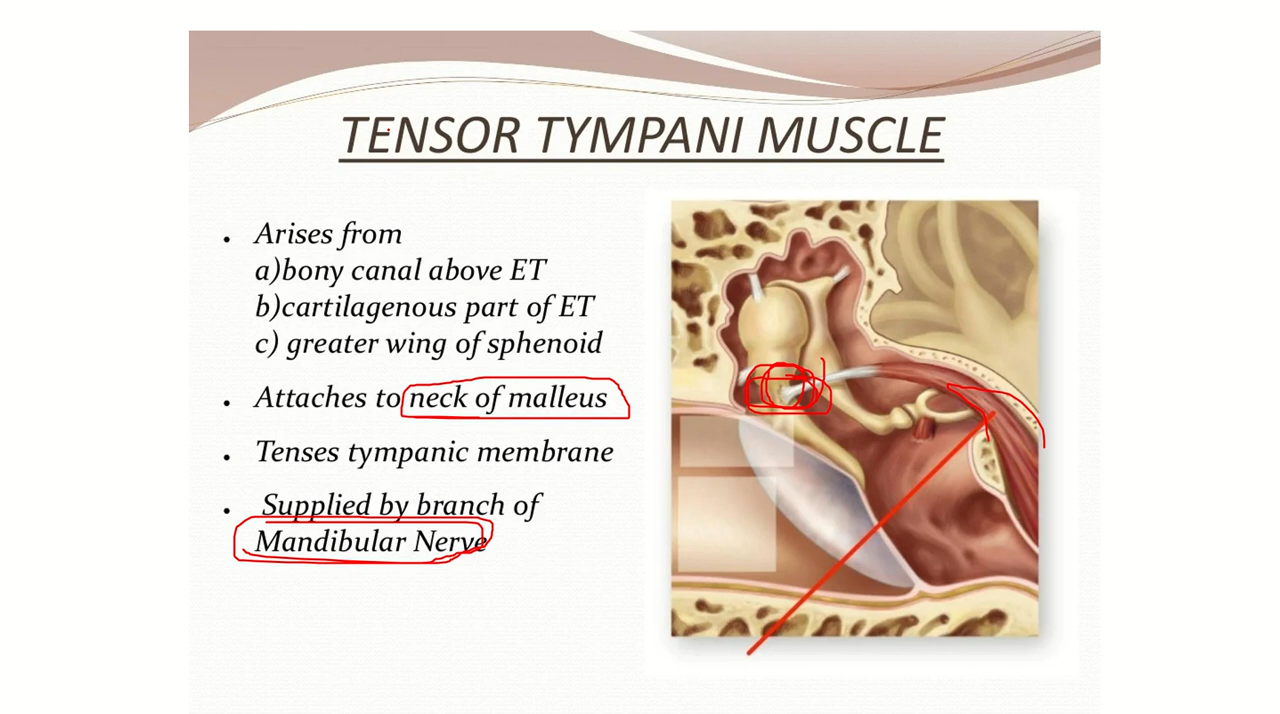 TENSOR TYMPANI MUSCLE
• Arises from
a)bony canal above ET
b)cartilagenous part of ET
c) greater wing of sphenoid
• Attaches to neck of malleus
• Tenses tympanic membrane
• Supplied by branch of
Mandibular Nerve